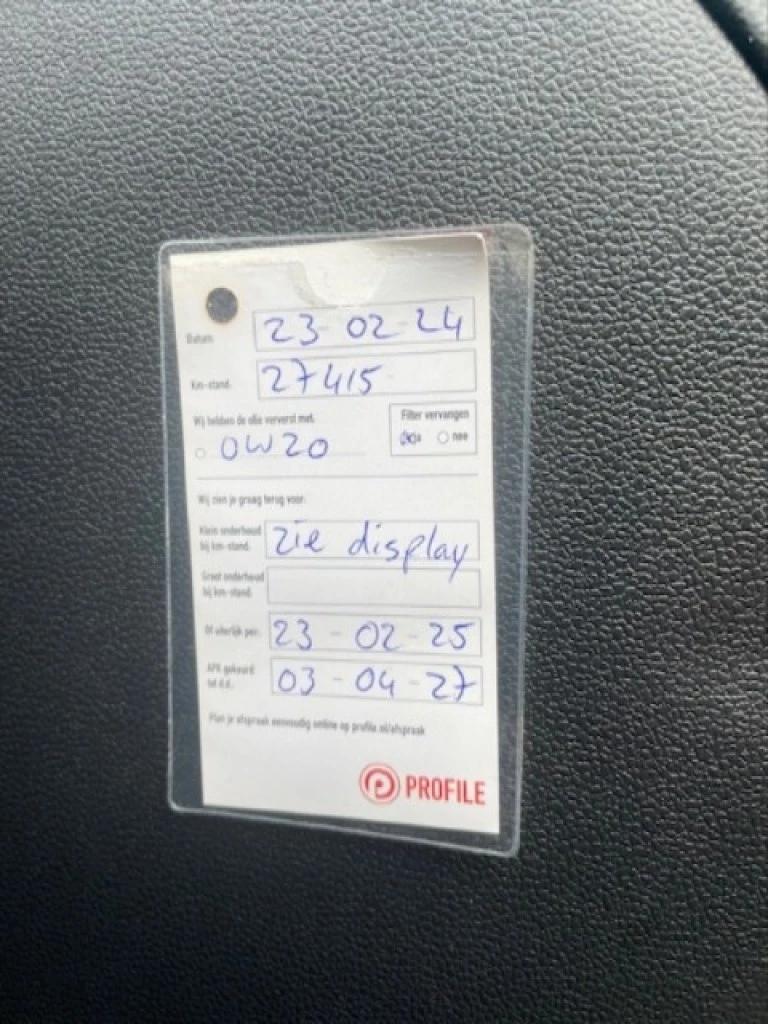 Datum: 23-02-24
Km-stand: 27415
Wij hebben de olie ververst met:
Filter vervangen
ja nee
0W20
Wij zien je graag terug voor:
Klein onderhoud bij km-stand: zie display
Groot onderhoud bij km-stand:
Of uiterlijk per: 23-02-25
APK gekeurd tot d.d.: 03-04-27
Plan je afspraak eenvoudig online op profile.nl/afspraak
PROFILE